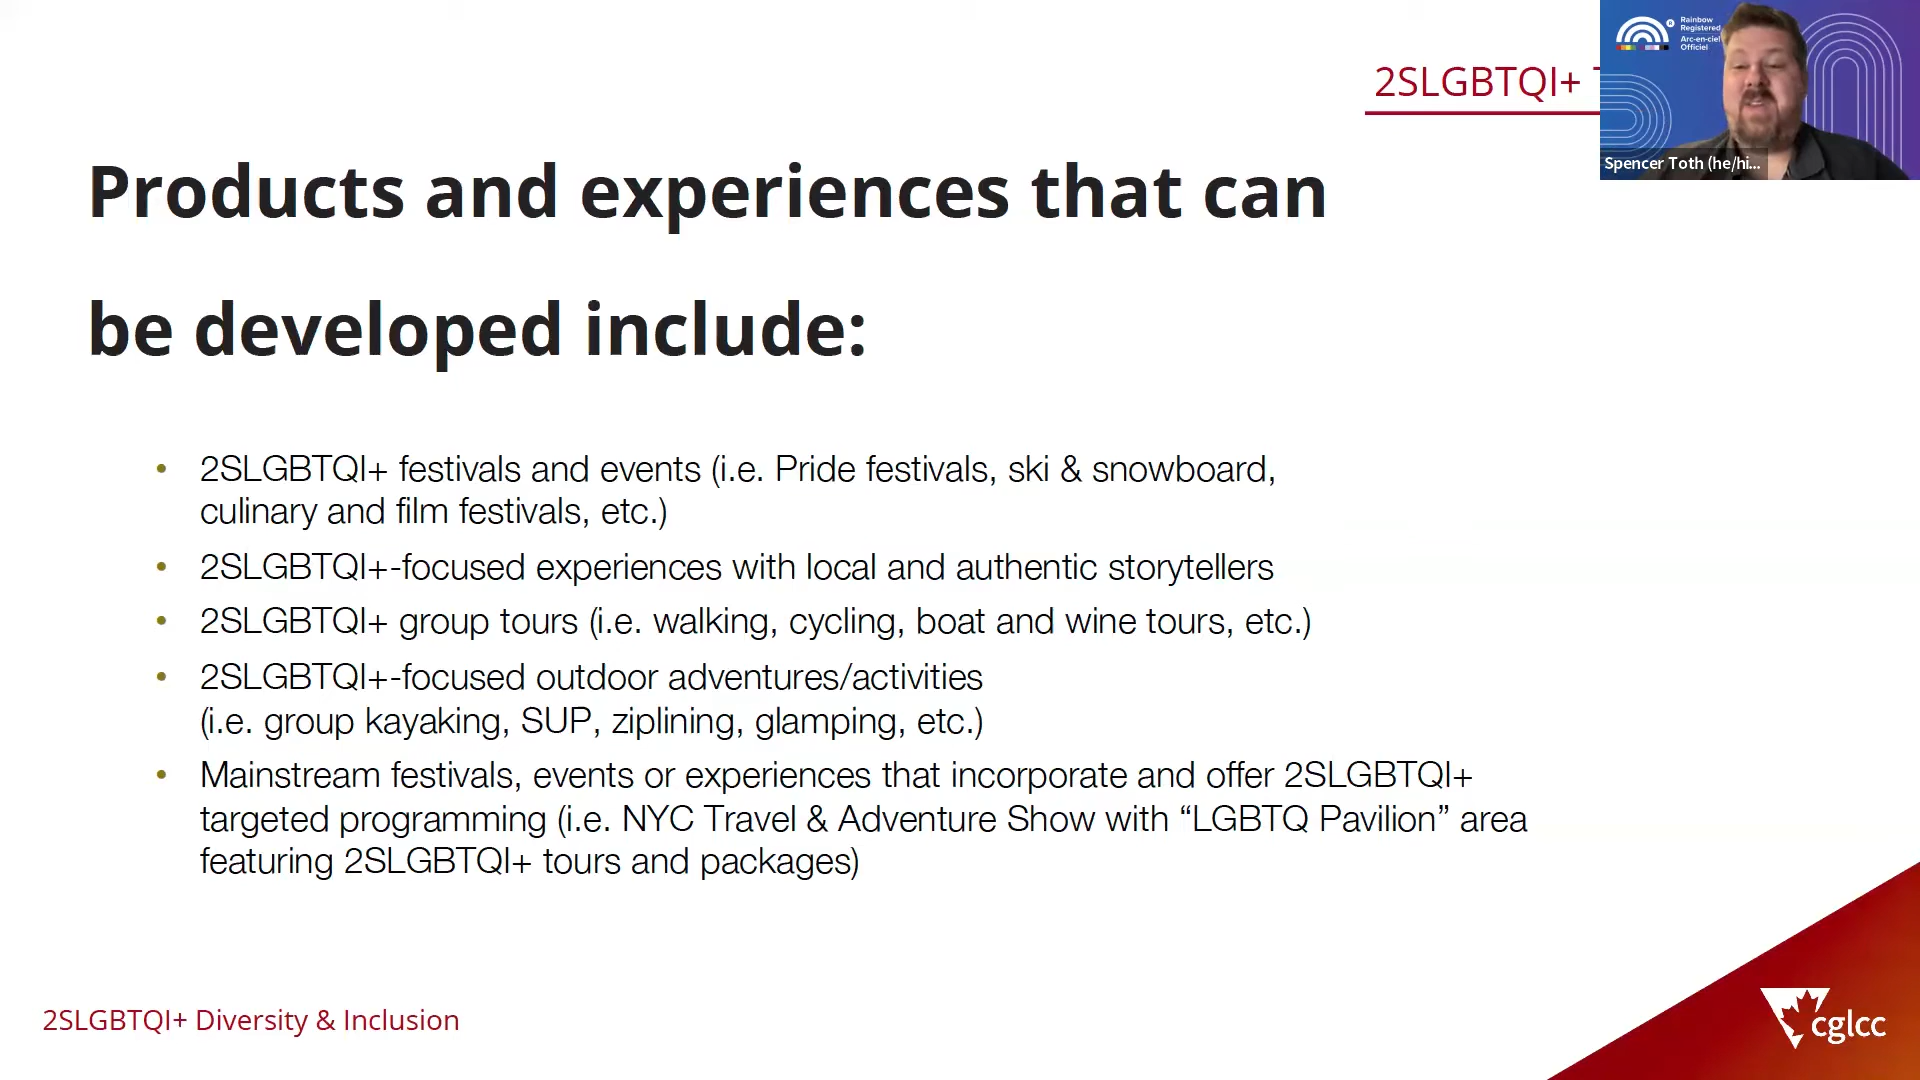 2SLGBTQI+
Rainbow
Registered
Arc-en-ciel
Officiel
Spencer Toth (he/hi...
Products and experiences that can
be developed include:
• 2SLGBTQI+ festivals and events (i.e. Pride festivals, ski & snowboard,
culinary and film festivals, etc.)
• 2SLGBTQI+-focused experiences with local and authentic storytellers
• 2SLGBTQI+ group tours (i.e. walking, cycling, boat and wine tours, etc.)
• 2SLGBTQI+-focused outdoor adventures/activities
(i.e. group kayaking, SUP, ziplining, glamping, etc.)
• Mainstream festivals, events or experiences that incorporate and offer 2SLGBTQI+
targeted programming (i.e. NYC Travel & Adventure Show with “LGBTQ Pavilion” area
featuring 2SLGBTQI+ tours and packages)
2SLGBTQI+ Diversity & Inclusion
cglcc